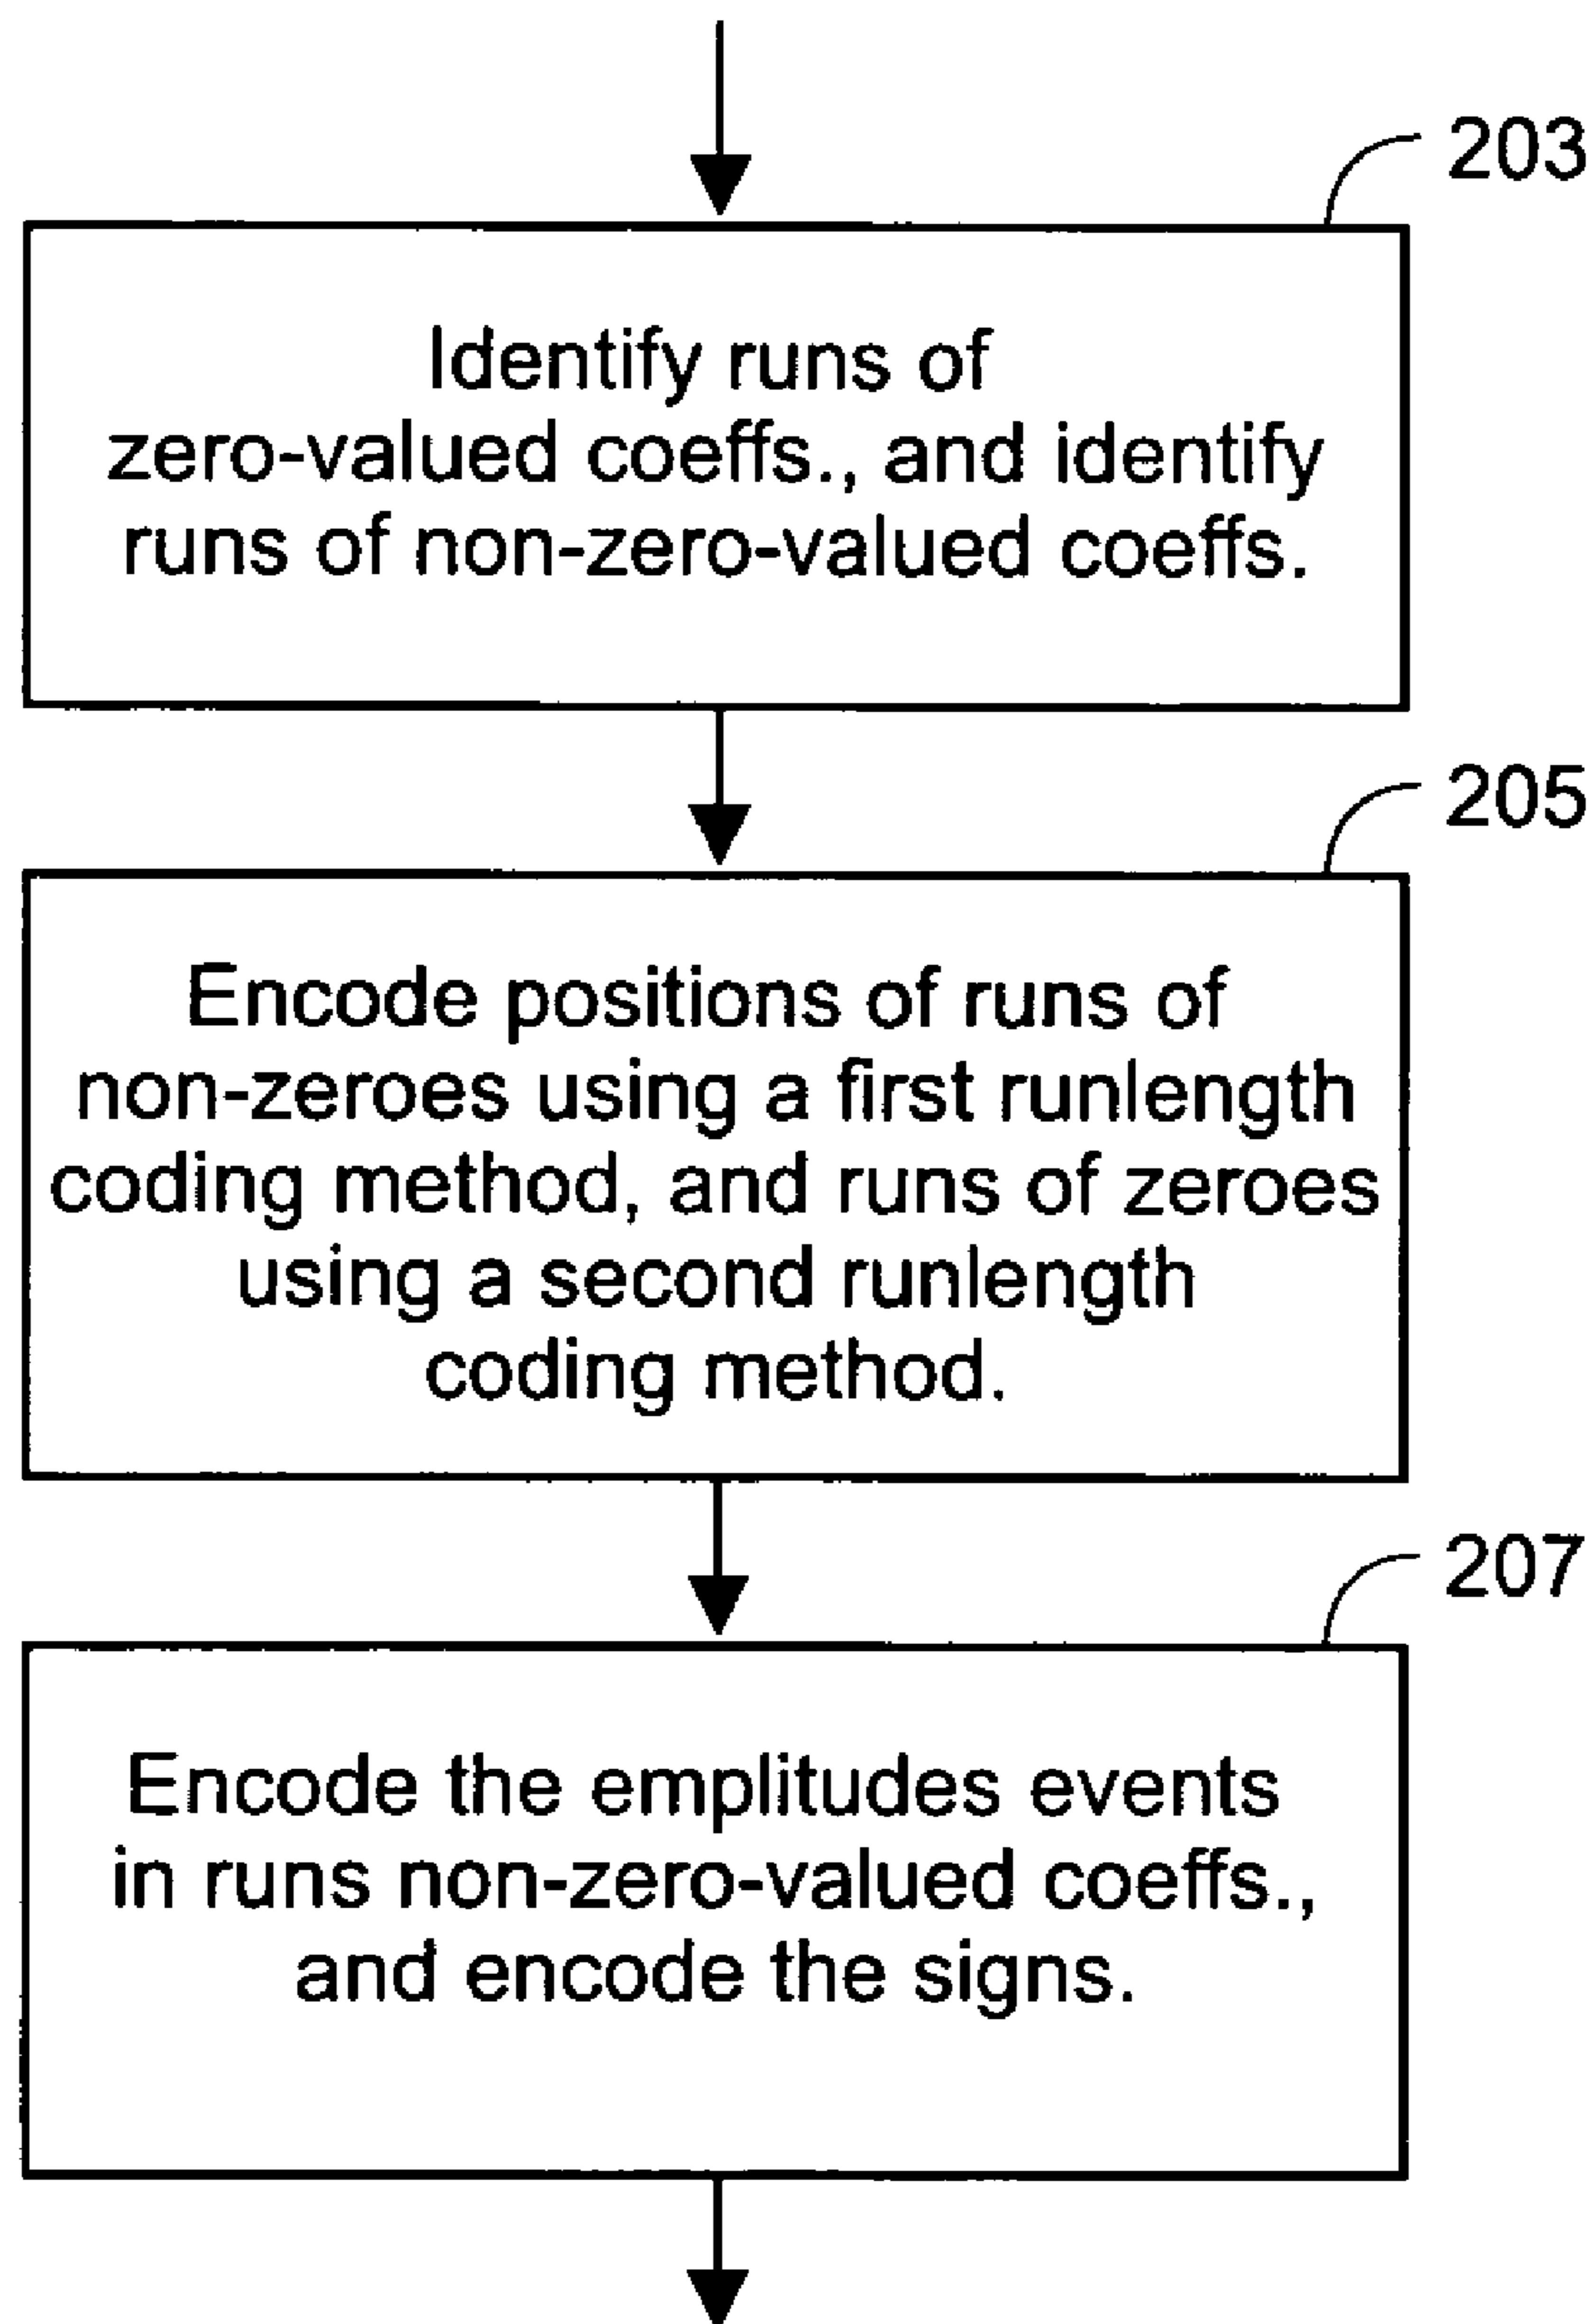 203
Identify runs of
zero-valued coeffs., and identify
runs of non-zero-valued coeffs.
205
Encode positions of runs of
non-zeroes using a first runlength
coding method, and runs of zeroes
using a second runlength
coding method.
207
Encode the emplitudes events
in runs non-zero-valued coeffs.,
and encode the signs.